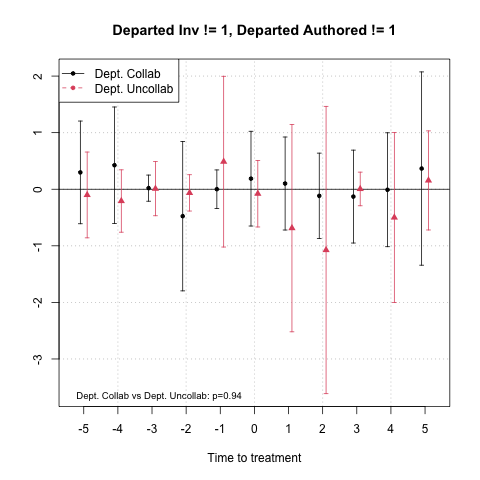 Departed Inv != 1, Departed Authored != 1
Dept. Collab
Dept. Uncollab
2
1
0
-1
-2
-3
Dept. Collab vs Dept. Uncollab: p=0.94
-5 -4 -3 -2 -1 0 1 2 3 4 5
Time to treatment